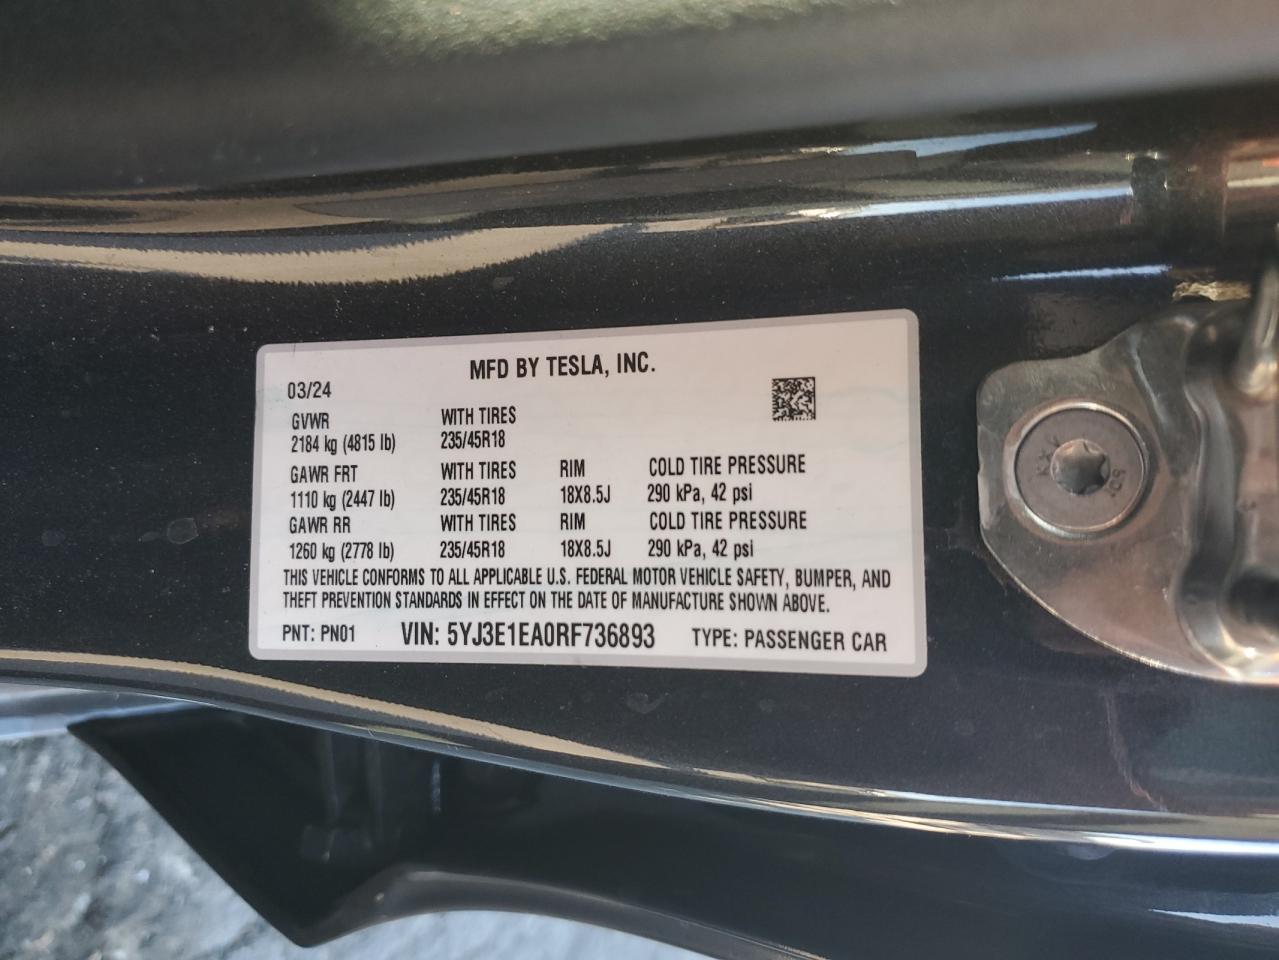 MFD BY TESLA, INC.
03/24
GVWR WITH TIRES
2184 kg (4815 lb) 235/45R18
GAWR FRT WITH TIRES RIM COLD TIRE PRESSURE
1110 kg (2447 lb) 235/45R18 18X8.5J 290 kPa, 42 psi
GAWR RR WITH TIRES RIM COLD TIRE PRESSURE
1260 kg (2778 lb) 235/45R18 18X8.5J 290 kPa, 42 psi
THIS VEHICLE CONFORMS TO ALL APPLICABLE U.S. FEDERAL MOTOR VEHICLE SAFETY, BUMPER, AND
THEFT PREVENTION STANDARDS IN EFFECT ON THE DATE OF MANUFACTURE SHOWN ABOVE.
PNT: PN01 VIN: 5YJ3E1EA0RF736893 TYPE: PASSENGER CAR